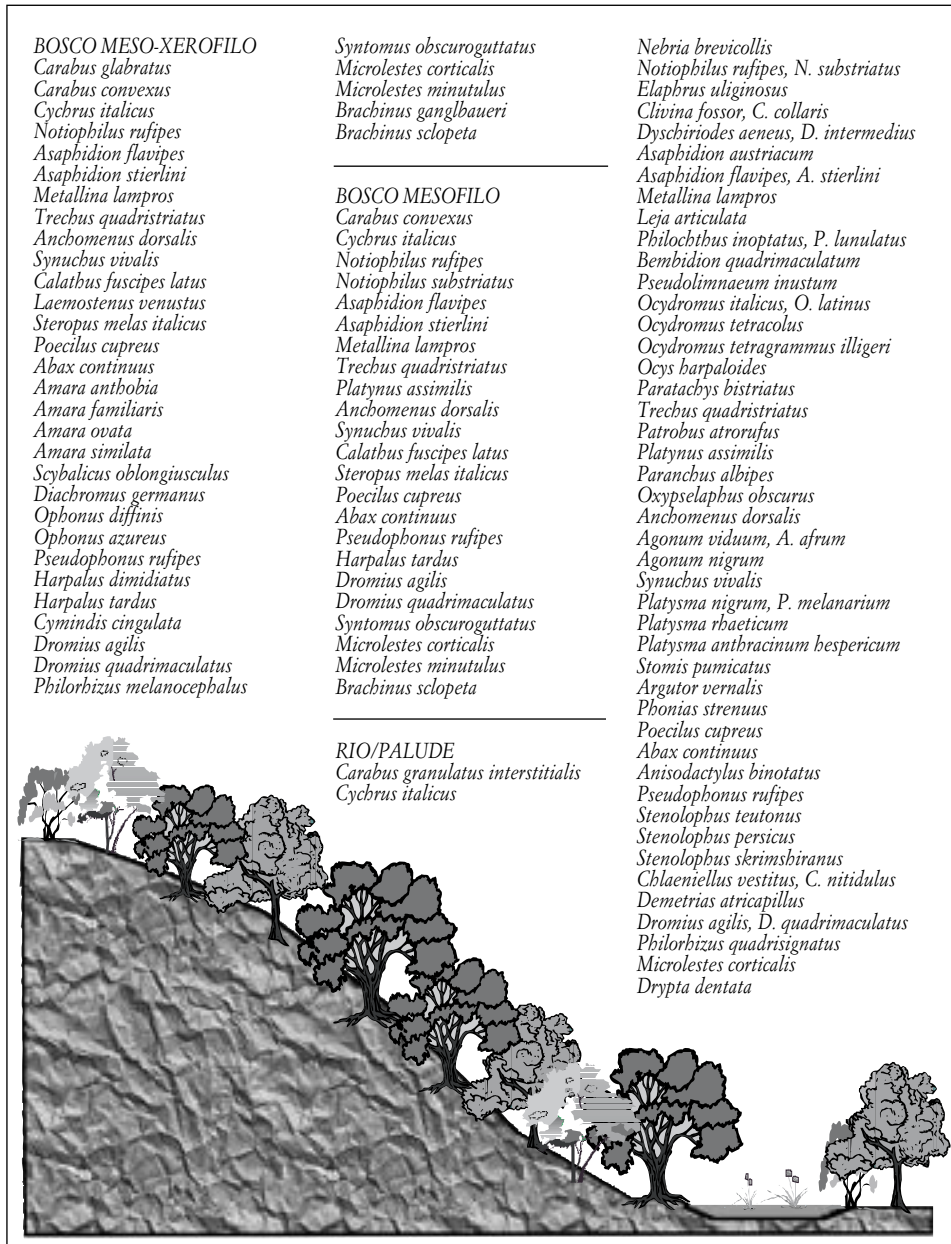 BOSCO MESO-XEROFILO
Carabus glabratus
Carabus convexus
Cychrus italicus
Notiophilus rufipes
Asaphidion flavipes
Asaphidion stierlini
Metallina lampros
Trechus quadristriatus
Anchomenus dorsalis
Synuchus vivalis
Calathus fuscipes latus
Laemostenus venustus
Steropus melas italicus
Poecilus cupreus
Abax continuus
Amara anthobia
Amara familiaris
Amara ovata
Amara similata
Scybalicus oblongiusculus
Diachromus germanus
Ophonus diffinis
Ophonus azureus
Pseudophonus rufipes
Harpalus dimidiatus
Harpalus tardus
Cymindis cingulata
Dromius agilis
Dromius quadrimaculatus
Philorhizus melanocephalus
Syntomus obscuroguttatus
Microlestes corticalis
Microlestes minutulus
Brachinus ganglbaueri
Brachinus sclopeta
BOSCO MESOFILO
Carabus convexus
Cychrus italicus
Notiophilus rufipes
Notiophilus substriatus
Asaphidion flavipes
Asaphidion stierlini
Metallina lampros
Trechus quadristriatus
Platynus assimilis
Anchomenus dorsalis
Synuchus vivalis
Calathus fuscipes latus
Steropus melas italicus
Poecilus cupreus
Abax continuus
Pseudophonus rufipes
Harpalus tardus
Dromius agilis
Dromius quadrimaculatus
Syntomus obscuroguttatus
Microlestes corticalis
Microlestes minutulus
Brachinus sclopeta
RIO/PALUDE
Carabus granulatus interstitialis
Cychrus italicus
Nebria brevicollis
Notiophilus rufipes, N. substriatus
Elaphrus uliginosus
Clivina fossor, C. collaris
Dyschiriodes aeneus, D. intermedius
Asaphidion austriacum
Asaphidion flavipes, A. stierlini
Metallina lampros
Leja articulata
Philochthus inoptatus, P. lunulatus
Bembidion quadrimaculatum
Pseudolimnaeum inustum
Ocydromus italicus, O. latinus
Ocydromus tetracolus
Ocydromus tetragrammus illigeri
Ocys harpaloides
Paratachys bistriatus
Trechus quadristriatus
Patrobus atrorufus
Platynus assimilis
Paranchus albipes
Oxypselaphus obscurus
Anchomenus dorsalis
Agonum viduum, A. afrum
Agonum nigrum
Synuchus vivalis
Platysma nigrum, P. melanarium
Platysma rhaeticum
Platysma anthracinum hespericum
Stomis pumicatus
Argutor vernalis
Phonias strenuus
Poecilus cupreus
Abax continuus
Anisodactylus binotatus
Pseudophonus rufipes
Stenolophus teutonus
Stenolophus persicus
Stenolophus skrimshiranus
Chlaeniellus vestitus, C. nitidulus
Demetrias atricapillus
Dromius agilis, D. quadrimaculatus
Philorhizus quadrisignatus
Microlestes corticalis
Drypta dentata